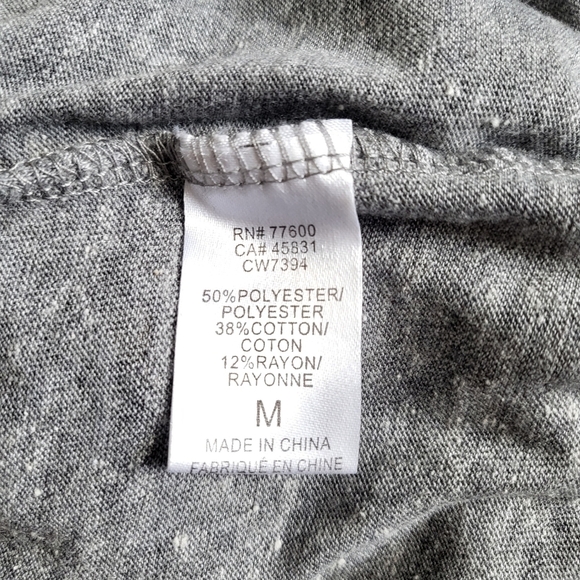 RN# 77600
CA# 45831
CW7394
50%POLYESTER/
POLYESTER
38%COTTON/
COTON
12%RAYON/
RAYONNE
M
MADE IN CHINA
FABRIQUÉ EN CHINE